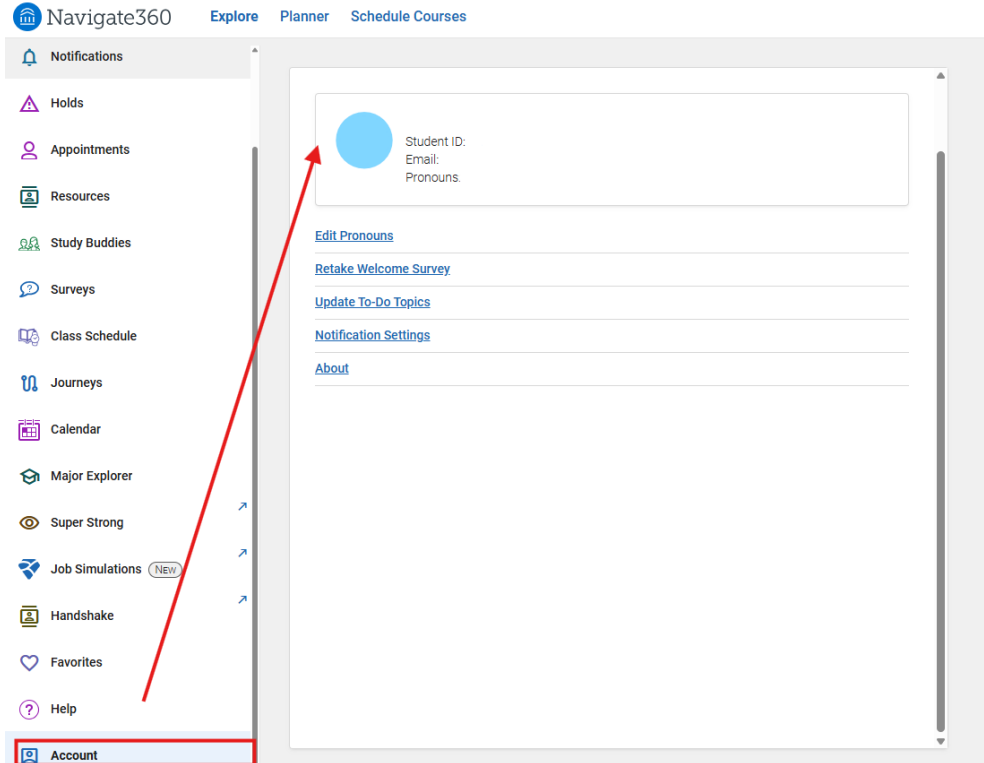 Navigate360 Explore Planner Schedule Courses
Notifications
Holds
Appointments
Resources
Study Buddies
Surveys
Class Schedule
Journeys
Calendar
Major Explorer
Super Strong
Job Simulations New
Handshake
Favorites
? Help
Account
Student ID:
Email:
Pronouns.
Edit Pronouns
Retake Welcome Survey
Update To-Do Topics
Notification Settings
About